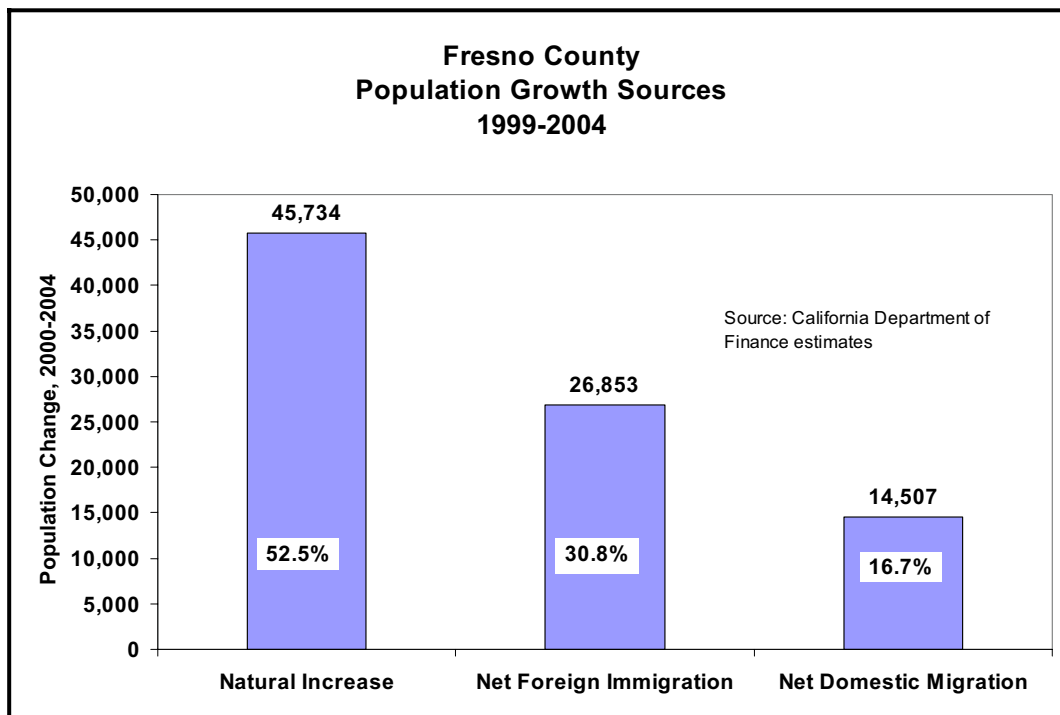 Fresno County
Population Growth Sources
1999-2004
Population Change, 2000-2004
50,000
45,000
40,000
35,000
30,000
25,000
20,000
15,000
10,000
5,000
0
45,734
26,853
14,507
52.5%
30.8%
16.7%
Source: California Department of
Finance estimates
Natural Increase
Net Foreign Immigration
Net Domestic Migration